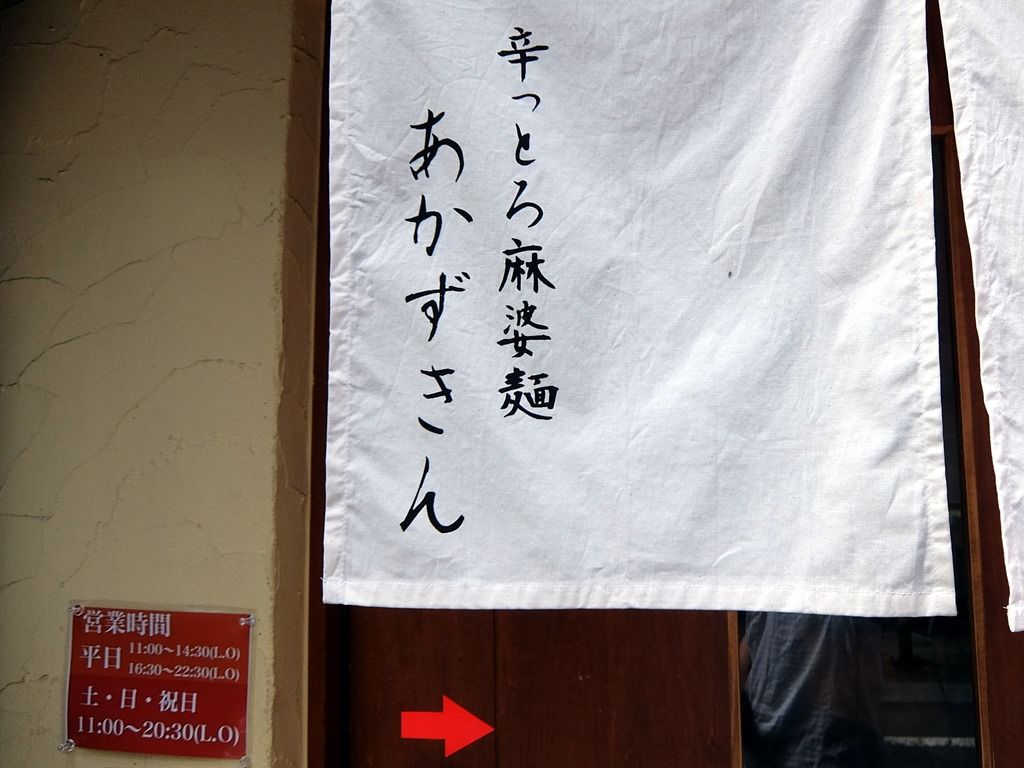 辛っとろ麻婆麺
あかずきん
営業時間
平日 11:00〜14:30(L.O)
16:30〜22:30(L.O)
土・日・祝日
11:00〜20:30(L.O)